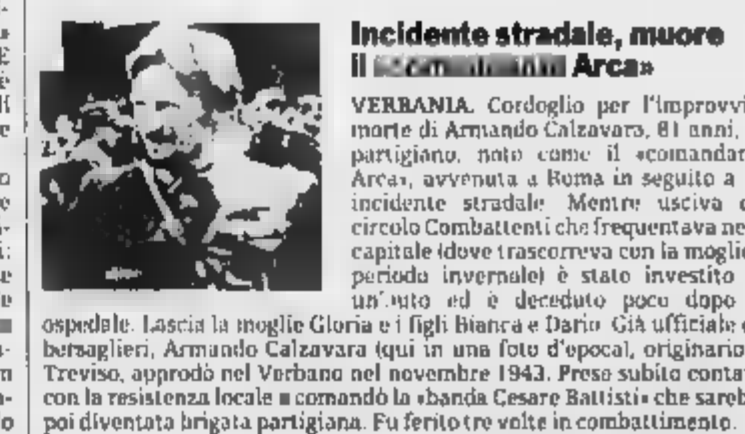 Incidente stradale, muore
il Arca»
VERBANIA. Cordoglio per l'improvvi
morte di Armando Calzavara, 81 anni,
partigiano, noto come il «comandan
Arca», avvenuta a Roma in seguito a
incidente stradale. Mentre usciva d
circolo Combattenti che frequentava ne
capitale (dove trascorreva con la moglie
periodo invernale) è stato investito
un'auto ed è deceduto poco dopo
ospedale. Lascia la moglie Gloria e i figli Bianca e Dario. Già ufficiale
bersaglieri, Armando Calzavara (qui in una foto d'epoca), originario
Treviso, approdò nel Verbano nel novembre 1943. Prese subito conta
con la resistenza locale e comandò la «banda Cesare Battisti» che sareb
poi diventata brigata partigiana. Fu ferito tre volte in combattimento.